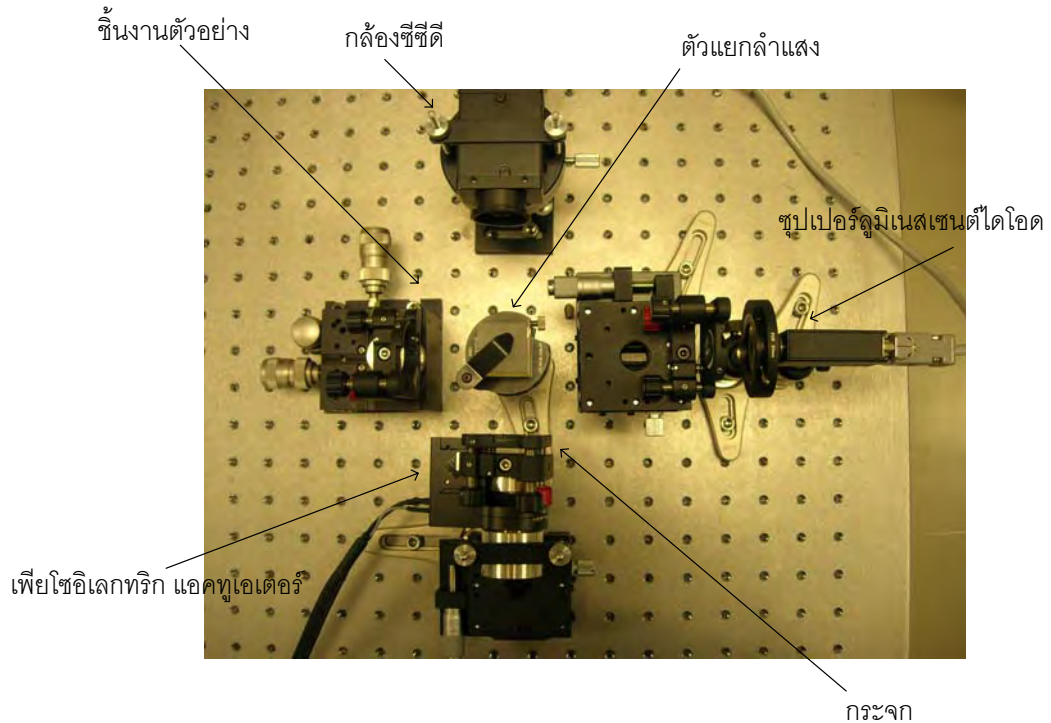 ชิ้นงานตัวอย่าง
กล้องซีซีดี
ตัวแยกลำแสง
ซุปเปอร์ลูมิเนสเซนต์ไดโอด
เพียโซอิเลกทริก แอคทูเอเตอร์
กระจก